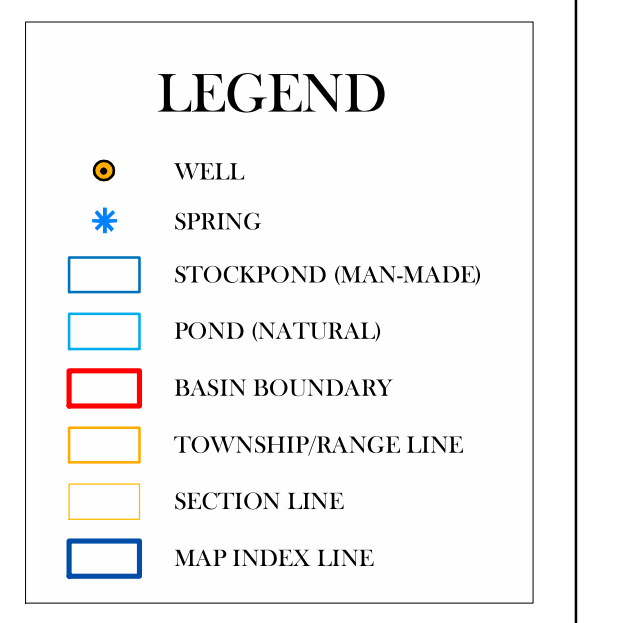 LEGEND
WELL
SPRING
STOCKPOND (MAN-MADE)
POND (NATURAL)
BASIN BOUNDARY
TOWNSHIP/RANGE LINE
SECTION LINE
MAP INDEX LINE